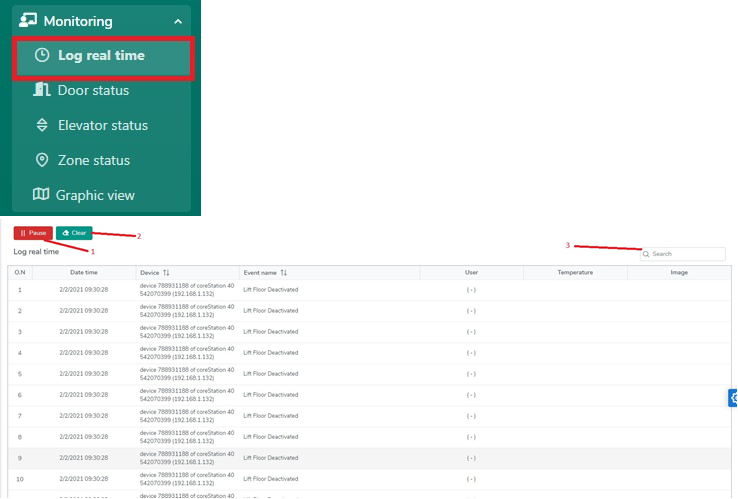 Monitoring
Log real time
Door status
Elevator status
Zone status
Graphic view
Pause Clear 2
1
Log real time 3 Search
O.N Date time Device Event name User Temperature Image
1 2/2/2021 09:30:28 device 788931188 of coreStation 40 Lift Floor Deactivated ( - )
542070399 (192.168.1.132)
2 2/2/2021 09:30:28 device 788931188 of coreStation 40 Lift Floor Deactivated ( - )
542070399 (192.168.1.132)
3 2/2/2021 09:30:28 device 788931188 of coreStation 40 Lift Floor Deactivated ( - )
542070399 (192.168.1.132)
4 2/2/2021 09:30:28 device 788931188 of coreStation 40 Lift Floor Deactivated ( - )
542070399 (192.168.1.132)
5 2/2/2021 09:30:28 device 788931188 of coreStation 40 Lift Floor Deactivated ( - )
542070399 (192.168.1.132)
6 2/2/2021 09:30:28 device 788931188 of coreStation 40 Lift Floor Deactivated ( - )
542070399 (192.168.1.132)
7 2/2/2021 09:30:28 device 788931188 of coreStation 40 Lift Floor Deactivated ( - )
542070399 (192.168.1.132)
8 2/2/2021 09:30:28 device 788931188 of coreStation 40 Lift Floor Deactivated ( - )
542070399 (192.168.1.132)
9 2/2/2021 09:30:28 device 788931188 of coreStation 40 Lift Floor Deactivated ( - )
542070399 (192.168.1.132)
10 2/2/2021 09:30:28 device 788931188 of coreStation 40 Lift Floor Deactivated ( - )
542070399 (192.168.1.132)